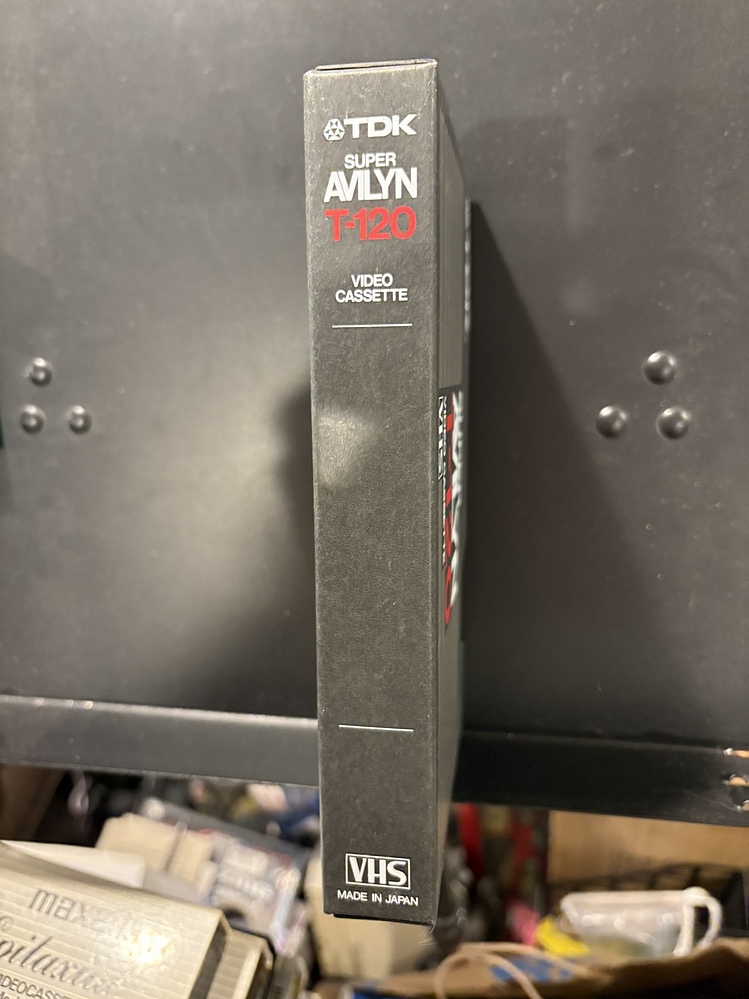 TDK
SUPER
AVILYN
T-120
VIDEO
CASSETTE
VHS
MADE IN JAPAN
maxell